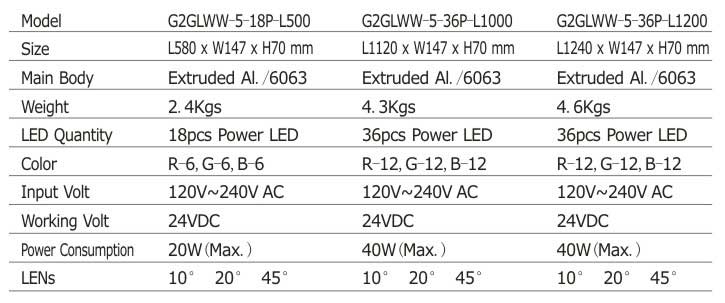 Model G2GLWW-5-18P-L500 G2GLWW-5-36P-L1000 G2GLWW-5-36P-L1200
Size L580 x W147 x H70 mm L1120 x W147 x H70 mm L1240 x W147 x H70 mm
Main Body Extruded Al./6063 Extruded Al./6063 Extruded Al./6063
Weight 2.4Kgs 4.3Kgs 4.6Kgs
LED Quantity 18pcs Power LED 36pcs Power LED 36pcs Power LED
Color R-6, G-6, B-6 R-12, G-12, B-12 R-12, G-12, B-12
Input Volt 120V~240V AC 120V~240V AC 120V~240V AC
Working Volt 24VDC 24VDC 24VDC
Power Consumption 20W(Max.) 40W(Max.) 40W(Max.)
LENs 10° 20° 45° 10° 20° 45° 10° 20° 45°